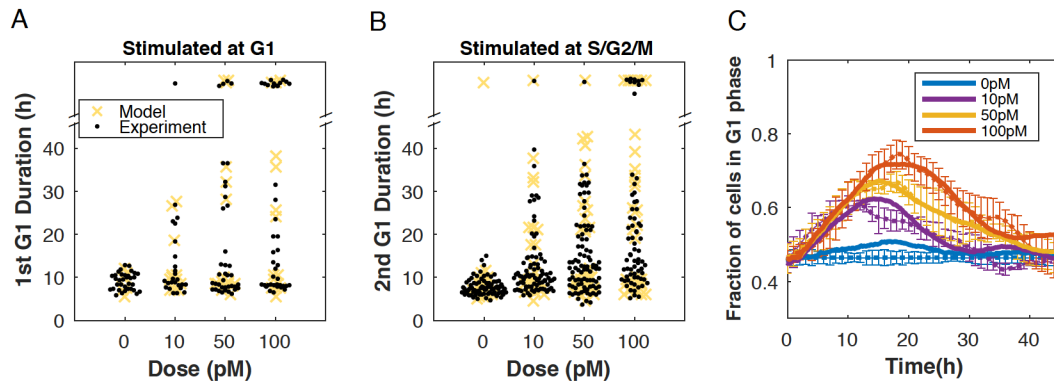 A
Stimulated at G1
1st G1 Duration (h)
40
30
20
10
0
Model
Experiment
0 10 50 100
Dose (pM)
B
Stimulated at S/G2/M
2nd G1 Duration (h)
40
30
20
10
0
0 10 50 100
Dose (pM)
C
Fraction of cells in G1 phase
1
0.8
0.6
0.4
0pM
10pM
50pM
100pM
0 10 20 30 40
Time(h)